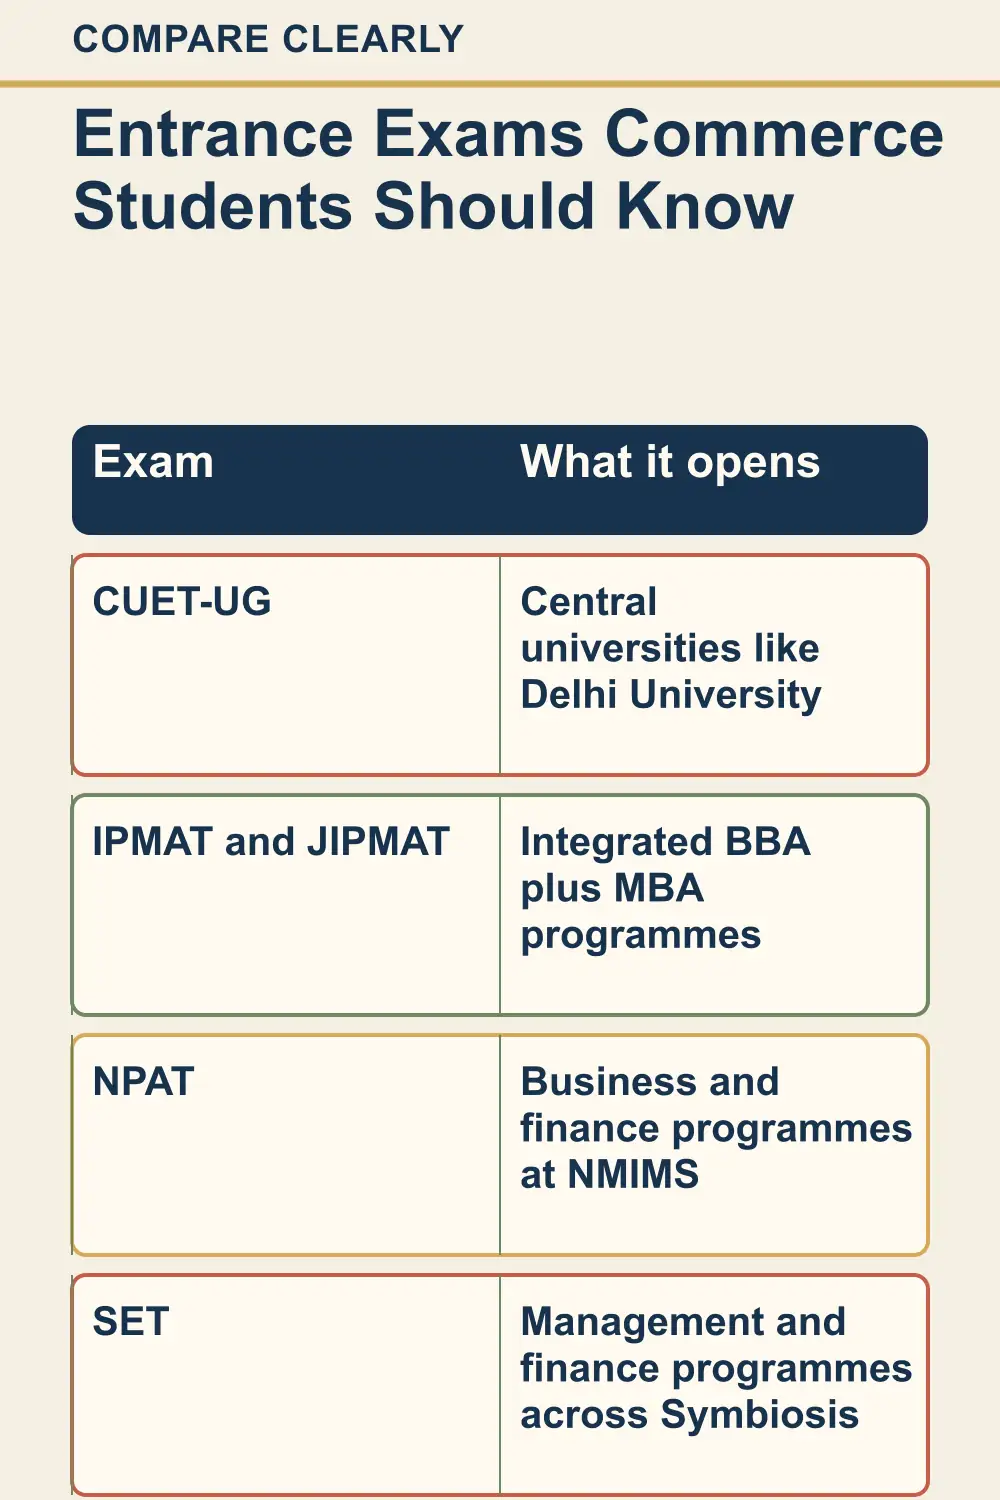 COMPARE CLEARLY
Entrance Exams Commerce
Students Should Know
Exam
What it opens
CUET-UG
Central
universities like
Delhi University
IPMAT and JIPMAT
Integrated BBA
plus MBA
programmes
NPAT
Business and
finance programmes
at NMIMS
SET
Management and
finance programmes
across Symbiosis